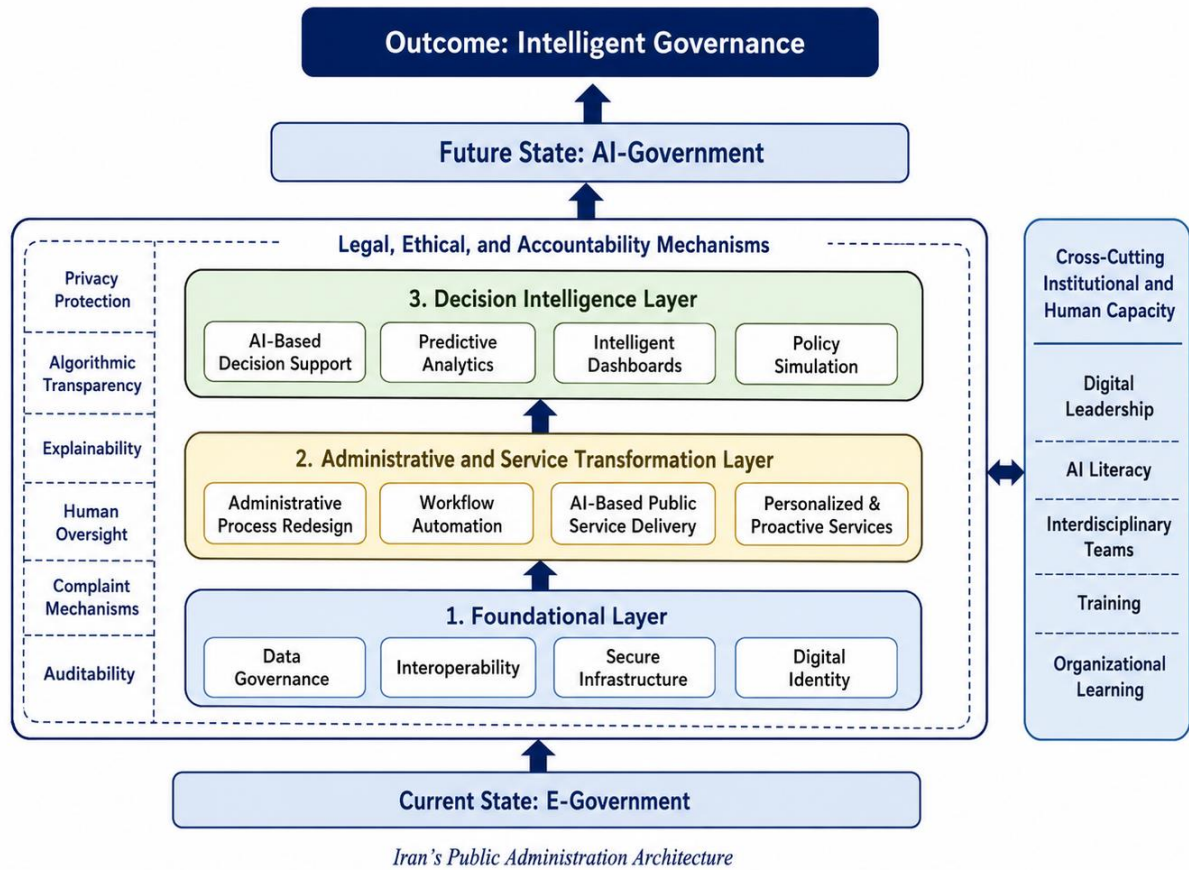 Outcome: Intelligent Governance
Future State: AI-Government
Legal, Ethical, and Accountability Mechanisms
Privacy
Protection
Algorithmic
Transparency
Explainability
Human
Oversight
Complaint
Mechanisms
Auditability
3. Decision Intelligence Layer
AI-Based
Decision Support
Predictive
Analytics
Intelligent
Dashboards
Policy
Simulation
2. Administrative and Service Transformation Layer
Administrative
Process Redesign
Workflow
Automation
AI-Based Public
Service Delivery
Personalized &
Proactive Services
1. Foundational Layer
Data
Governance
Interoperability
Secure
Infrastructure
Digital
Identity
Cross-Cutting
Institutional and
Human Capacity
Digital
Leadership
AI Literacy
Interdisciplinary
Teams
Training
Organizational
Learning
Current State: E-Government
Iran's Public Administration Architecture